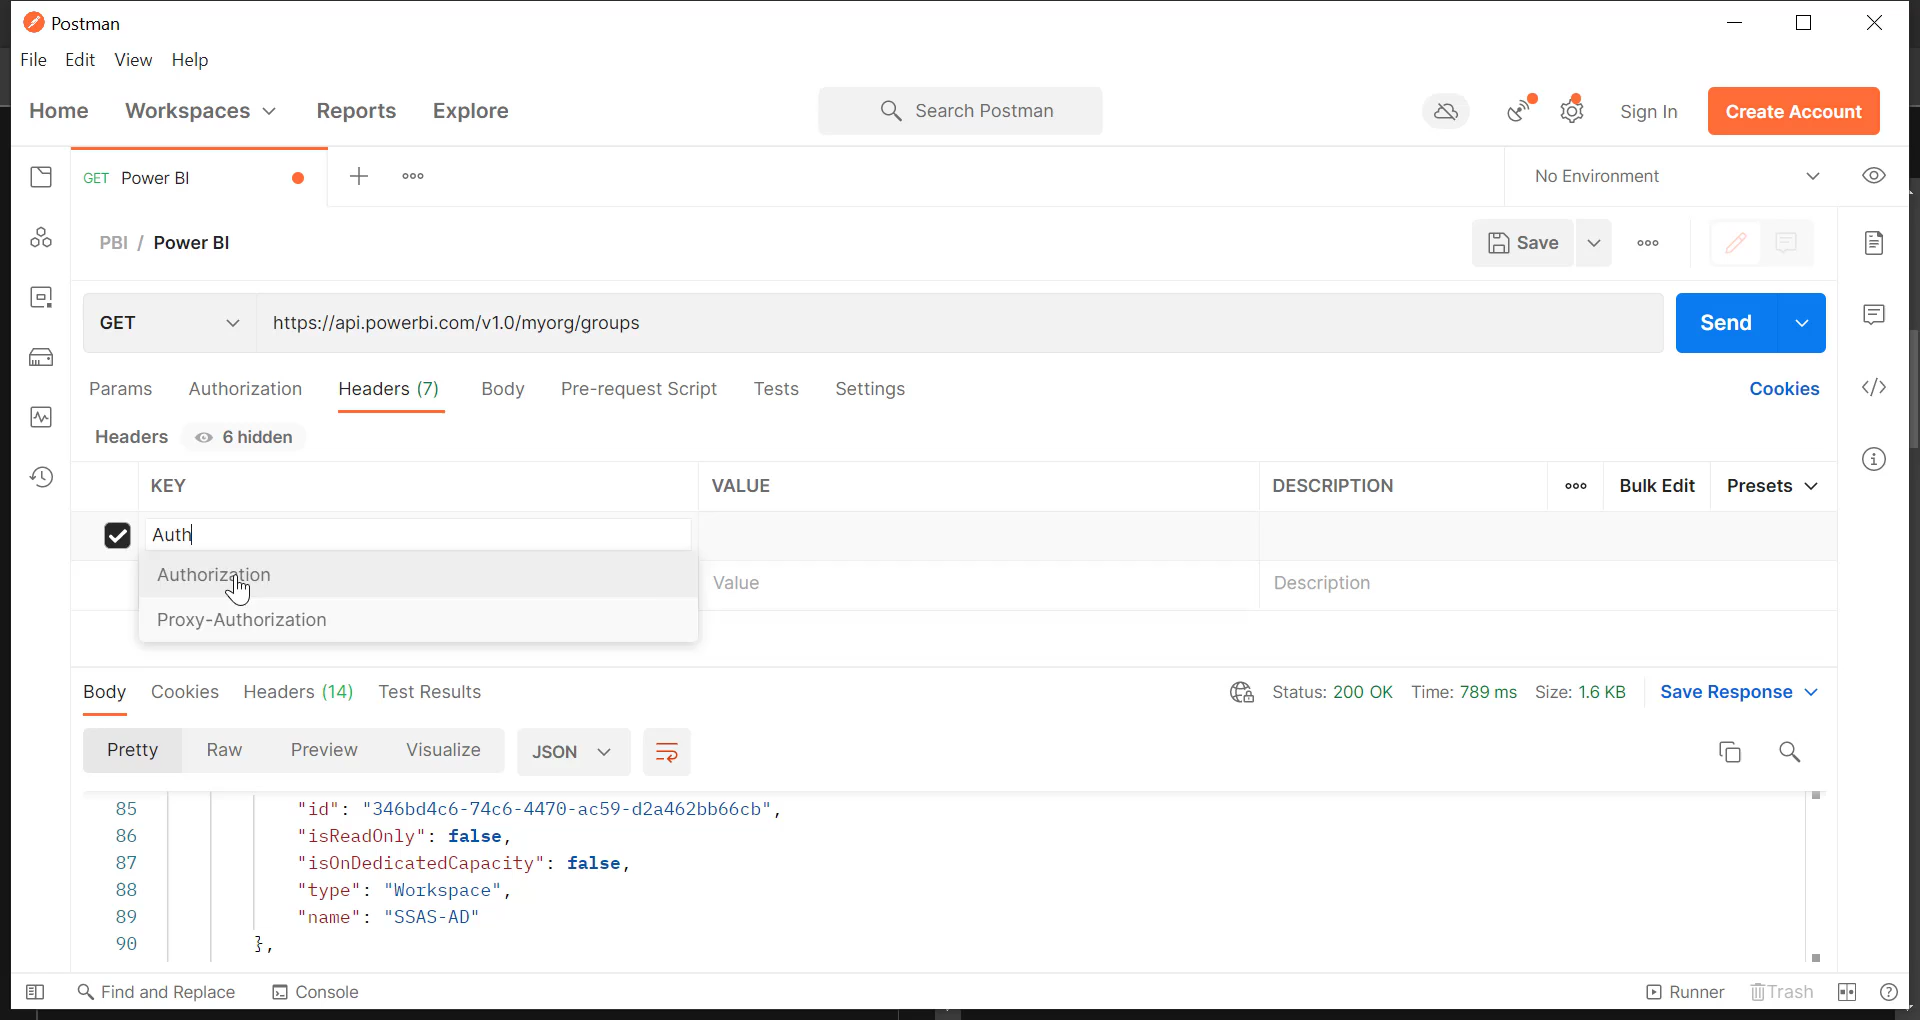 Postman
File Edit View Help
Home Workspaces Reports Explore Search Postman Sign In Create Account
GET Power BI No Environment
PBI / Power BI Save
GET https://api.powerbi.com/v1.0/myorg/groups Send
Params Authorization Headers (7) Body Pre-request Script Tests Settings Cookies
Headers 6 hidden
KEY VALUE DESCRIPTION Bulk Edit Presets
Auth
Authorization Value Description
Proxy-Authorization
Body Cookies Headers (14) Test Results Status: 200 OK Time: 789 ms Size: 1.6 KB Save Response
Pretty Raw Preview Visualize JSON
85 "id": "346bd4c6-74c6-4470-ac59-d2a462bb66cb",
86 "isReadOnly": false,
87 "isOnDedicatedCapacity": false,
88 "type": "Workspace",
89 "name": "SSAS-AD"
90 },
Find and Replace Console Runner Trash